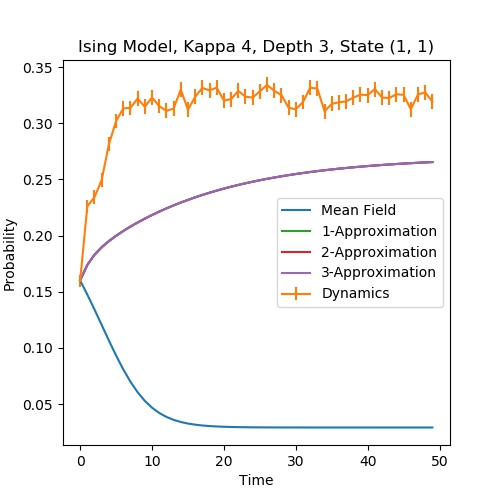 Ising Model, Kappa 4, Depth 3, State (1, 1)
0.35
0.30
0.25
0.20
0.15
0.10
0.05
Probability
Mean Field
1-Approximation
2-Approximation
3-Approximation
Dynamics
0 10 20 30 40 50
Time